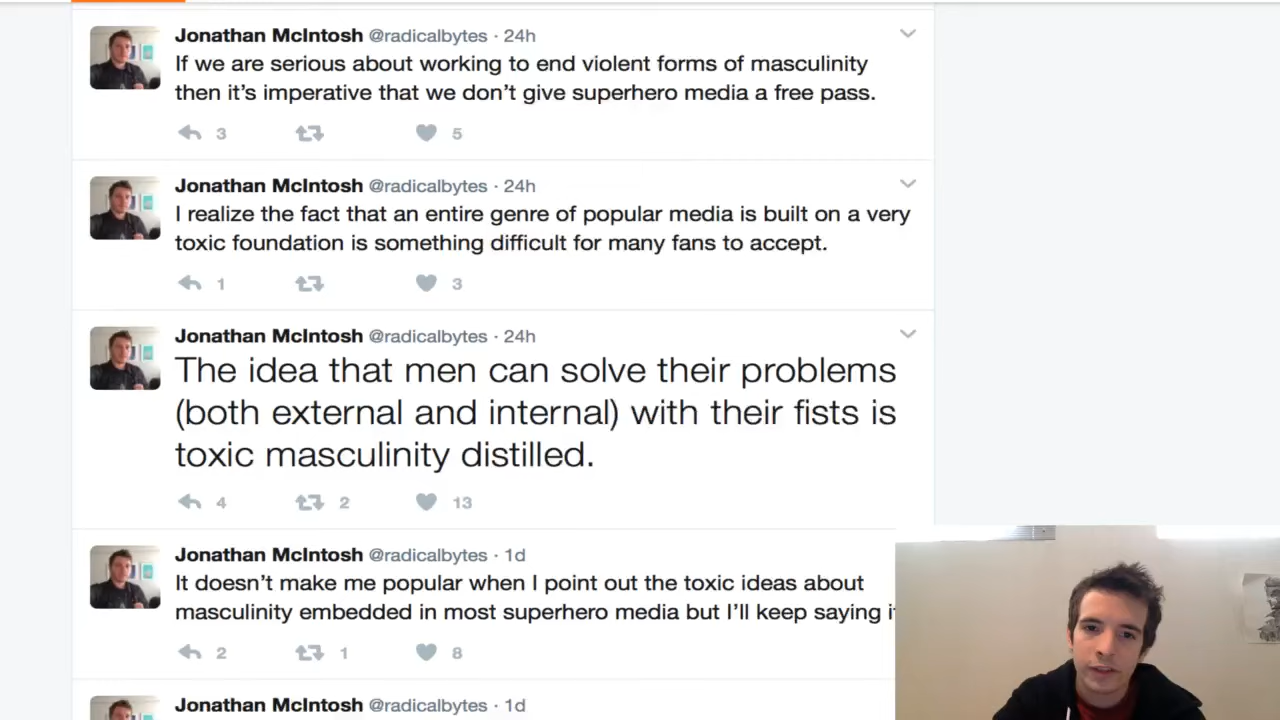 Jonathan McIntosh @radicalbytes · 24h
If we are serious about working to end violent forms of masculinity
then it's imperative that we don't give superhero media a free pass.
3 5
Jonathan McIntosh @radicalbytes · 24h
I realize the fact that an entire genre of popular media is built on a very
toxic foundation is something difficult for many fans to accept.
1 3
Jonathan McIntosh @radicalbytes · 24h
The idea that men can solve their problems
(both external and internal) with their fists is
toxic masculinity distilled.
4 2 13
Jonathan McIntosh @radicalbytes · 1d
It doesn't make me popular when I point out the toxic ideas about
masculinity embedded in most superhero media but I'll keep saying
2 1 8
Jonathan McIntosh @radicalbytes · 1d